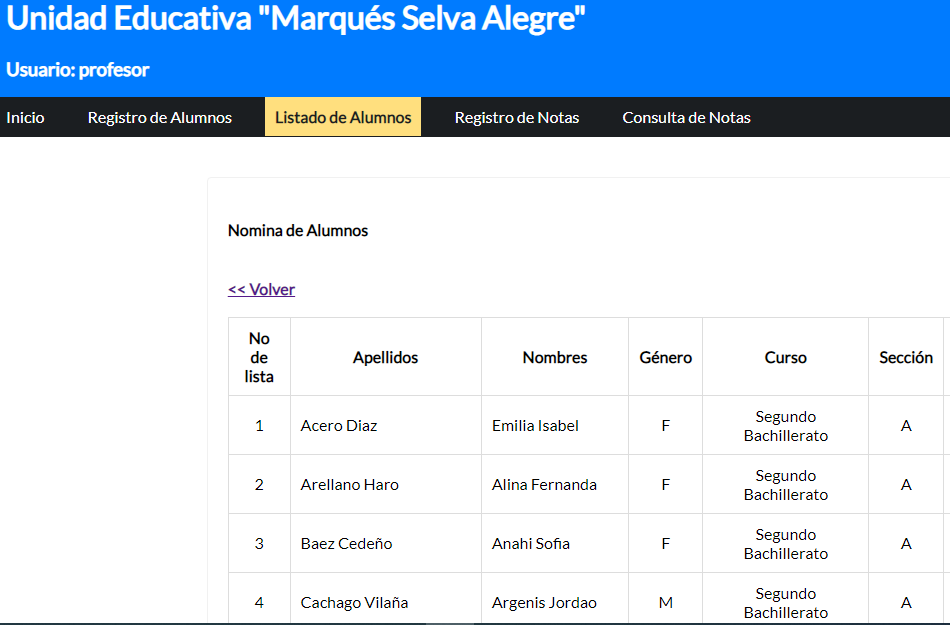 Unidad Educativa "Marqués Selva Alegre"
Usuario: profesor
Inicio Registro de Alumnos Listado de Alumnos Registro de Notas Consulta de Notas
Nomina de Alumnos
<< Volver
No de lista Apellidos Nombres Género Curso Sección
1 Acero Diaz Emilia Isabel F Segundo Bachillerato A
2 Arellano Haro Alina Fernanda F Segundo Bachillerato A
3 Baez Cedeño Anahi Sofia F Segundo Bachillerato A
4 Cachago Vilaña Argenis Jordao M Segundo Bachillerato A